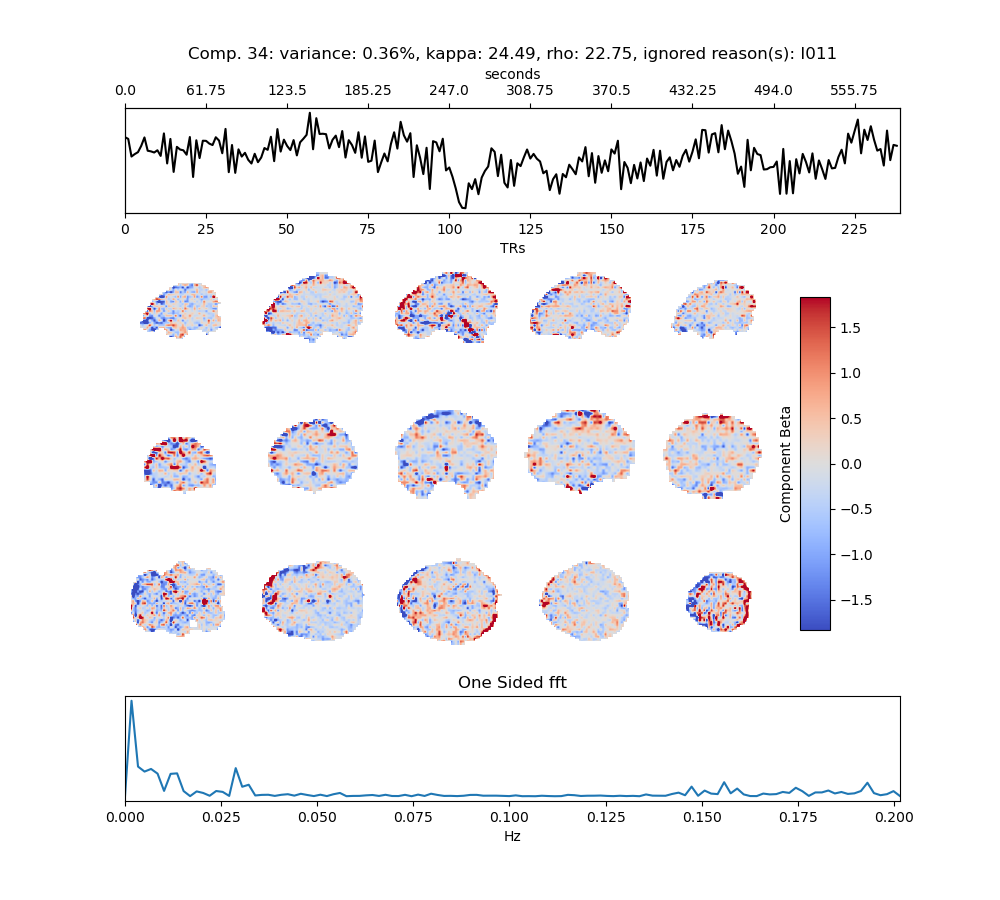 Comp. 34: variance: 0.36%, kappa: 24.49, rho: 22.75, ignored reason(s): I011
seconds
0.0 61.75 123.5 185.25 247.0 308.75 370.5 432.25 494.0 555.75
0 25 50 75 100 125 150 175 200 225
TRs
Component Beta
1.5
1.0
0.5
0.0
−0.5
−1.0
−1.5
One Sided fft
0.000 0.025 0.050 0.075 0.100 0.125 0.150 0.175 0.200
Hz